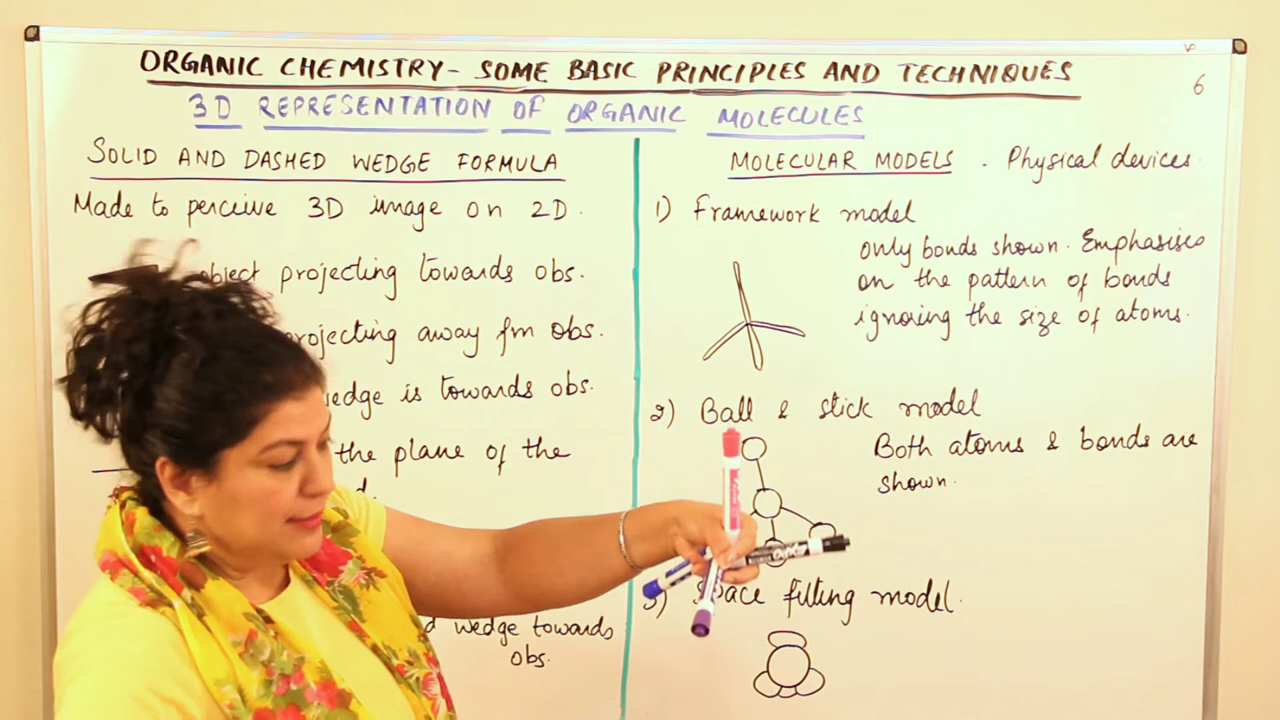 ORGANIC CHEMISTRY - SOME BASIC PRINCIPLES AND TECHNIQUES
6
3D REPRESENTATION OF ORGANIC MOLECULES
SOLID AND DASHED WEDGE FORMULA
Made to perceive 3D image on 2D.
object projecting towards obs.
projecting away fm obs.
wedge is towards obs.
the plane of the
wedge towards
obs.
MOLECULAR MODELS - Physical devices.
1) Framework model
only bonds shown. Emphasises
on the pattern of bonds
ignoring the size of atoms.
2) Ball & stick model
Both atoms & bonds are
shown.
3) Space filling model.